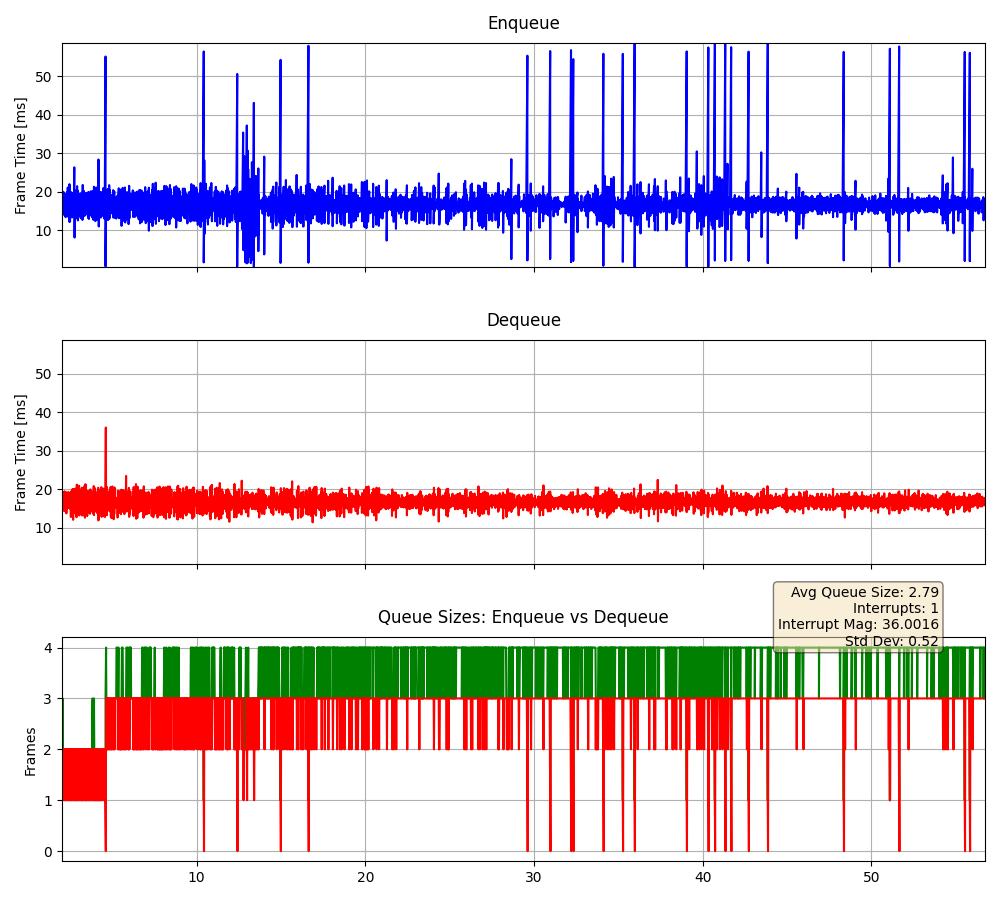 Enqueue
Frame Time [ms]
50
40
30
20
10
Dequeue
Frame Time [ms]
50
40
30
20
10
Avg Queue Size: 2.79
Interrupts: 1
Interrupt Mag: 36.0016
Std Dev: 0.52
Queue Sizes: Enqueue vs Dequeue
Frames
4
3
2
1
0
10 20 30 40 50